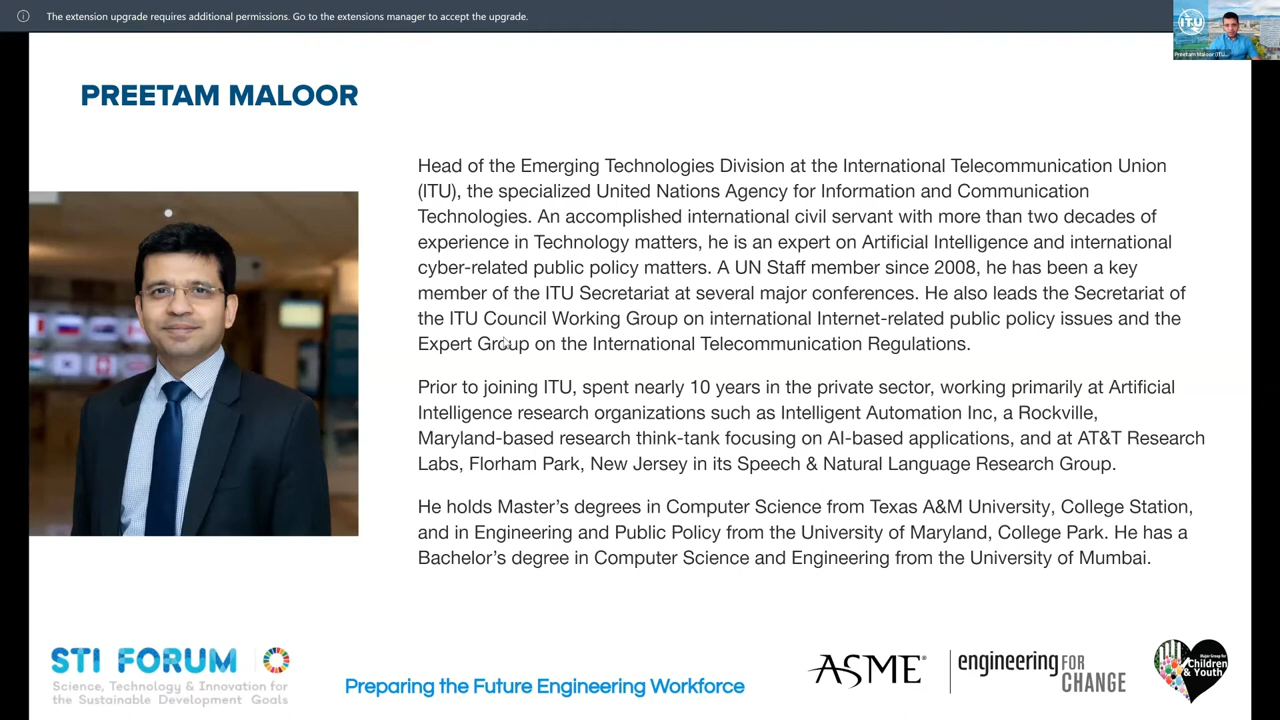 The extension upgrade requires additional permissions. Go to the extensions manager to accept the upgrade.
ITU
Preetam Maloor (ITU...
PREETAM MALOOR
Head of the Emerging Technologies Division at the International Telecommunication Union
(ITU), the specialized United Nations Agency for Information and Communication
Technologies. An accomplished international civil servant with more than two decades of
experience in Technology matters, he is an expert on Artificial Intelligence and international
cyber-related public policy matters. A UN Staff member since 2008, he has been a key
member of the ITU Secretariat at several major conferences. He also leads the Secretariat of
the ITU Council Working Group on international Internet-related public policy issues and the
Expert Group on the International Telecommunication Regulations.
Prior to joining ITU, spent nearly 10 years in the private sector, working primarily at Artificial
Intelligence research organizations such as Intelligent Automation Inc, a Rockville,
Maryland-based research think-tank focusing on AI-based applications, and at AT&T Research
Labs, Florham Park, New Jersey in its Speech & Natural Language Research Group.
He holds Master's degrees in Computer Science from Texas A&M University, College Station,
and in Engineering and Public Policy from the University of Maryland, College Park. He has a
Bachelor's degree in Computer Science and Engineering from the University of Mumbai.
STI FORUM
Science, Technology & Innovation for
the Sustainable Development Goals
Preparing the Future Engineering Workforce
ASME®
engineering FOR
CHANGE
Major Group for
Children
& Youth